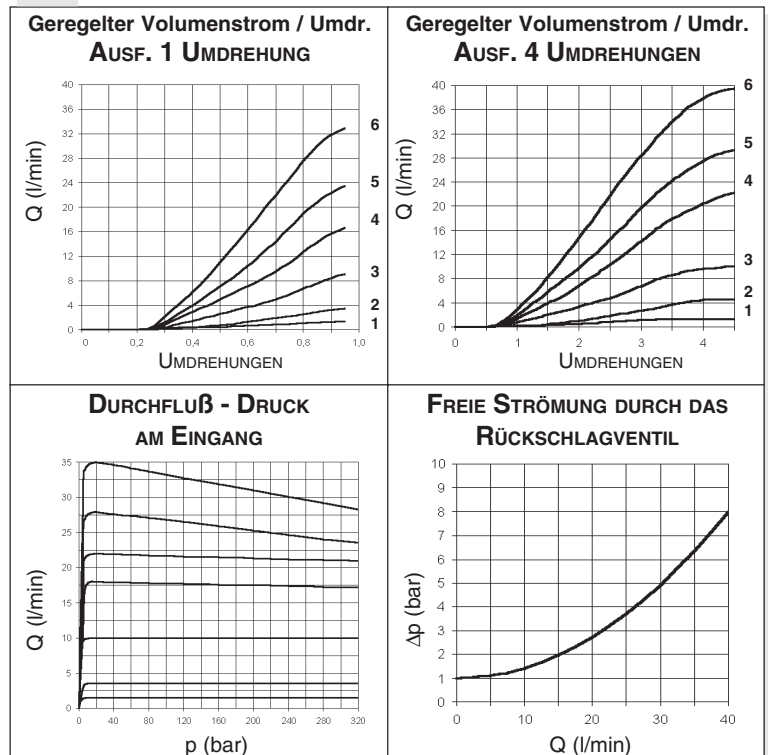 Geregelter Volumenstrom / Umdr.
AUSF. 1 UMDREHUNG
Q (l/min)
40
36
32
28
24
20
16
12
8
4
0
0 0,2 0,4 0,6 0,8 1,0
UMDREHUNGEN
6
5
4
3
2
1
Geregelter Volumenstrom / Umdr.
AUSF. 4 UMDREHUNGEN
Q (l/min)
40
36
32
28
24
20
16
12
8
4
0
0 1 2 3 4
UMDREHUNGEN
6
5
4
3
2
1
DURCHFLUß - DRUCK
AM EINGANG
Q (l/min)
35
30
25
20
15
10
5
0
0 40 80 120 160 200 240 280 320
p (bar)
FREIE STRÖMUNG DURCH DAS
RÜCKSCHLAGVENTIL
Δp (bar)
10
9
8
7
6
5
4
3
2
1
0
0 10 20 30 40
Q (l/min)